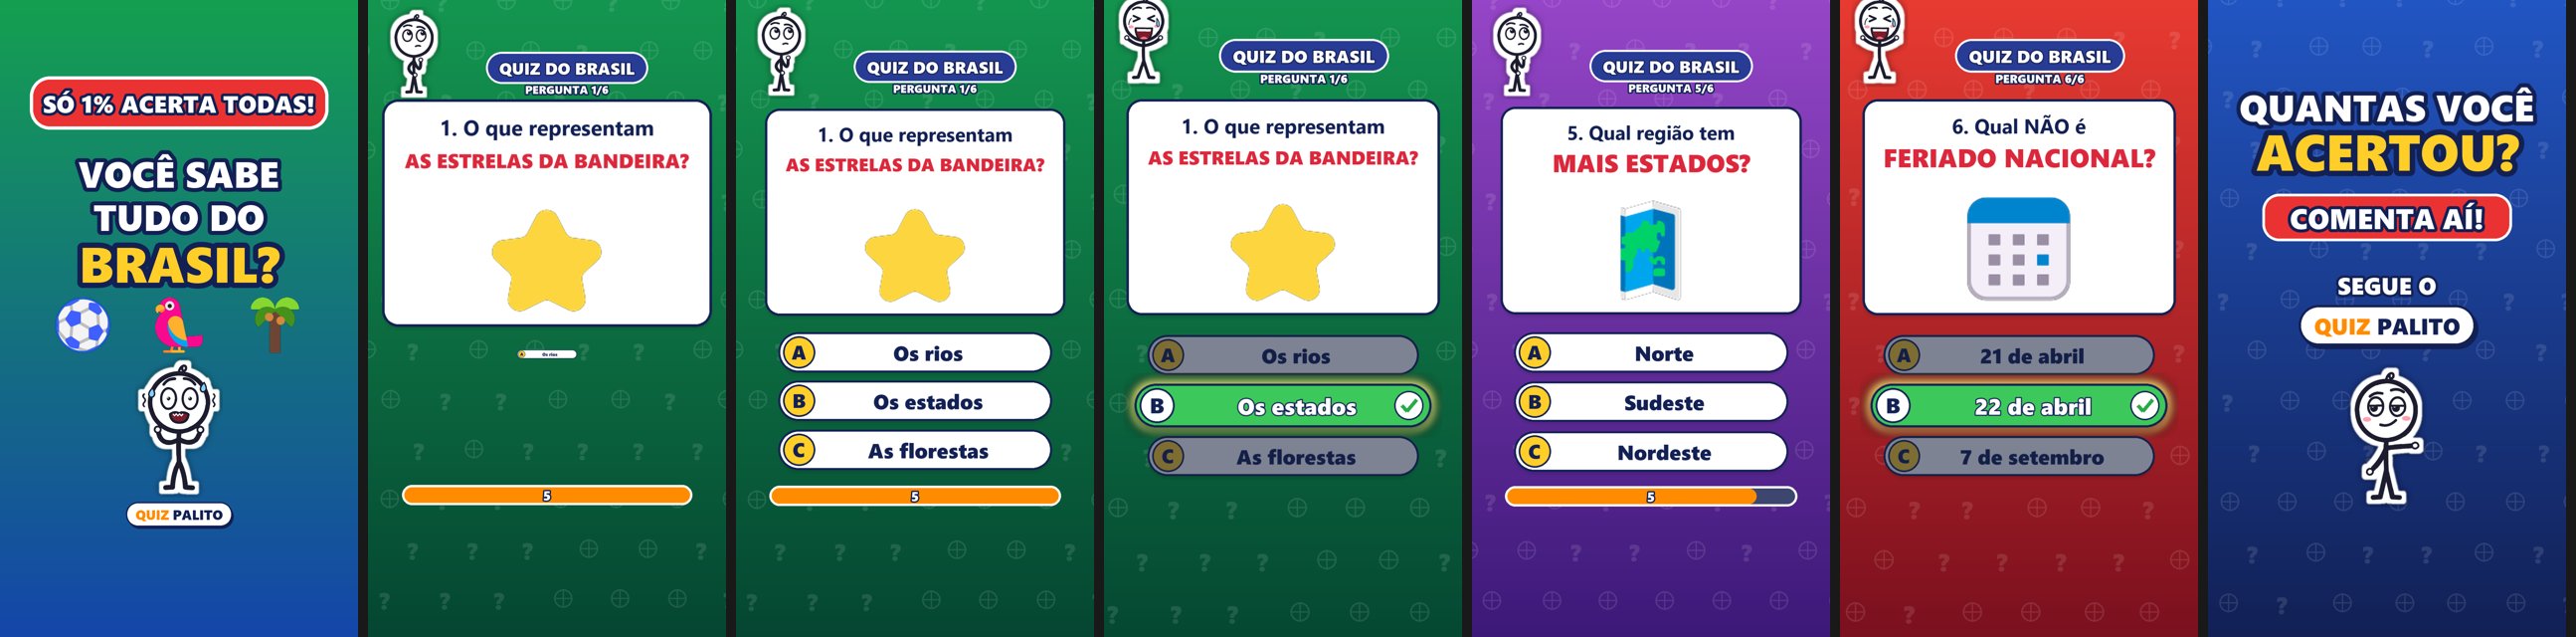 SÓ 1% ACERTA TODAS!
VOCÊ SABE
TUDO DO
BRASIL?
QUIZ PALITO
QUIZ DO BRASIL
PERGUNTA 1/6
1. O que representam
AS ESTRELAS DA BANDEIRA?
A Os rios
5
QUIZ DO BRASIL
PERGUNTA 1/6
1. O que representam
AS ESTRELAS DA BANDEIRA?
A Os rios
B Os estados
C As florestas
5
QUIZ DO BRASIL
PERGUNTA 1/6
1. O que representam
AS ESTRELAS DA BANDEIRA?
A Os rios
B Os estados
C As florestas
QUIZ DO BRASIL
PERGUNTA 5/6
5. Qual região tem
MAIS ESTADOS?
A Norte
B Sudeste
C Nordeste
5
QUIZ DO BRASIL
PERGUNTA 6/6
6. Qual NÃO é
FERIADO NACIONAL?
A 21 de abril
B 22 de abril
C 7 de setembro
QUANTAS VOCÊ
ACERTOU?
COMENTA AÍ!
SEGUE O
QUIZ PALITO